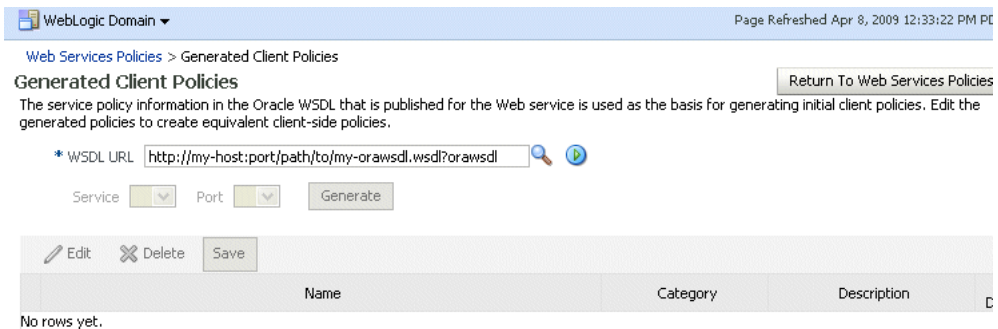 WebLogic Domain
Page Refreshed Apr 8, 2009 12:33:22 PM
Web Services Policies > Generated Client Policies
Generated Client Policies
Return To Web Services Policies
The service policy information in the Oracle WSDL that is published for the Web service is used as the basis for generating initial client policies. Edit the
generated policies to create equivalent client-side policies.
* WSDL URL http://my-host:port/path/to/my-orawsdl.wsdl?orawsdl
Service Port Generate
Edit Delete Save
Name Category Description
No rows yet.